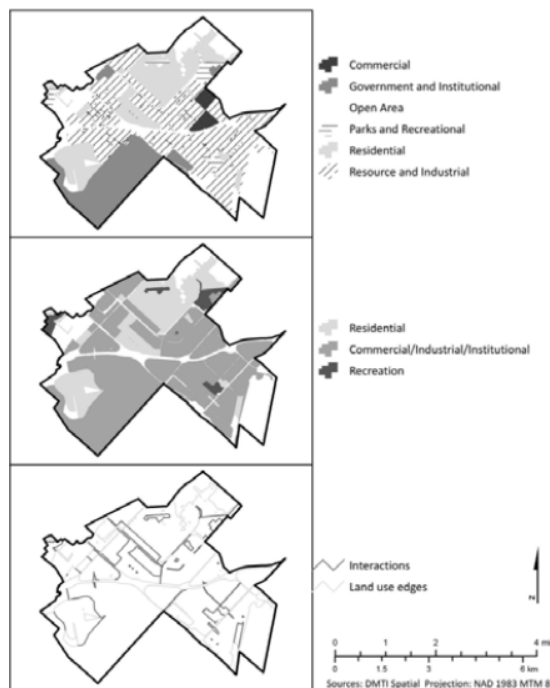 Commercial
Government and Institutional
Open Area
Parks and Recreational
Residential
Resource and Industrial
Residential
Commercial/Industrial/Institutional
Recreation
Interactions
Land use edges
N
0 1 2 4 mi
0 1.5 3 6 km
Sources: DMTI Spatial Projection: NAD 1983 MTM 8